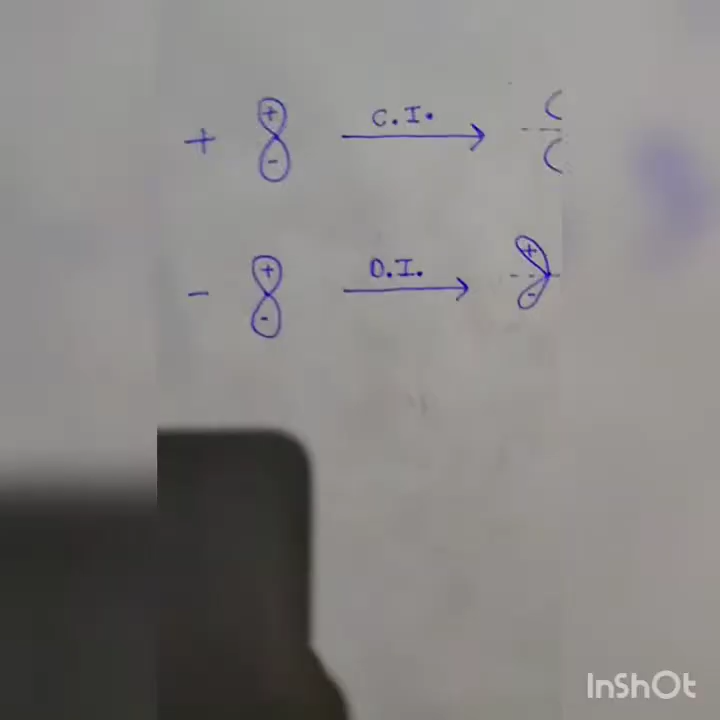 + + - C.I.
- + - D.I. + -
InShOt